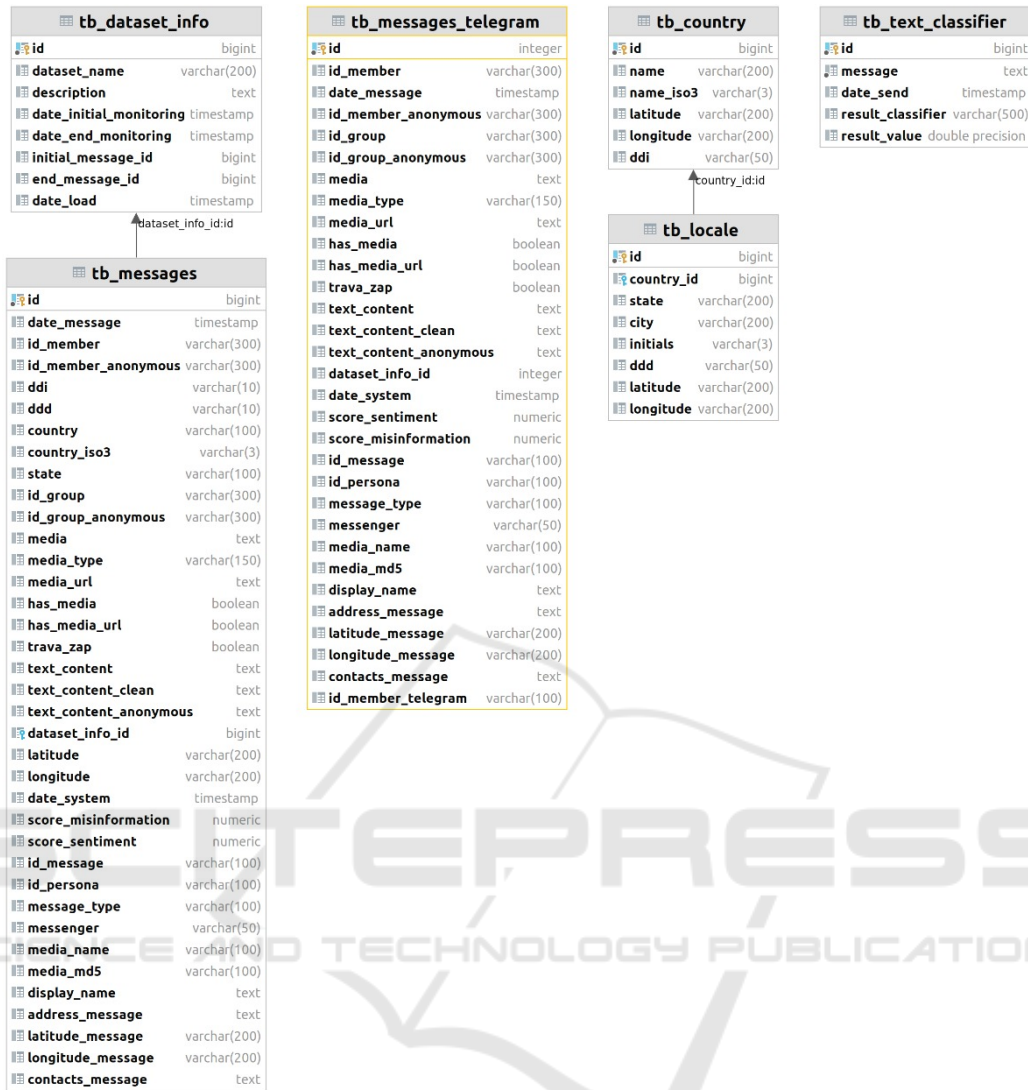 tb_dataset_info
id bigint
dataset_name varchar(200)
description text
date_initial_monitoring timestamp
date_end_monitoring timestamp
initial_message_id bigint
end_message_id bigint
date_load timestamp
dataset_info_id:id
tb_messages
id bigint
date_message timestamp
id_member varchar(300)
id_member_anonymous varchar(300)
ddi varchar(10)
ddd varchar(10)
country varchar(100)
country_iso3 varchar(3)
state varchar(100)
id_group varchar(300)
id_group_anonymous varchar(300)
media text
media_type varchar(150)
media_url text
has_media boolean
has_media_url boolean
trava_zap boolean
text_content text
text_content_clean text
text_content_anonymous text
dataset_info_id bigint
latitude varchar(200)
longitude varchar(200)
date_system timestamp
score_misinformation numeric
score_sentiment numeric
id_message varchar(100)
id_persona varchar(100)
message_type varchar(100)
messenger varchar(50)
media_name varchar(100)
media_md5 varchar(100)
display_name text
address_message text
latitude_message varchar(200)
longitude_message varchar(200)
contacts_message text
tb_messages_telegram
id integer
id_member varchar(300)
date_message timestamp
id_member_anonymous varchar(300)
id_group varchar(300)
id_group_anonymous varchar(300)
media text
media_type varchar(150)
media_url text
has_media boolean
has_media_url boolean
trava_zap boolean
text_content text
text_content_clean text
text_content_anonymous text
dataset_info_id integer
date_system timestamp
score_sentiment numeric
score_misinformation numeric
id_message varchar(100)
id_persona varchar(100)
message_type varchar(100)
messenger varchar(50)
media_name varchar(100)
media_md5 varchar(100)
display_name text
address_message text
latitude_message varchar(200)
longitude_message varchar(200)
contacts_message text
id_member_telegram varchar(100)
tb_country
id bigint
name varchar(200)
name_iso3 varchar(3)
latitude varchar(200)
longitude varchar(200)
ddi varchar(50)
country_id:id
tb_locale
id bigint
country_id bigint
state varchar(200)
city varchar(200)
initials varchar(3)
ddd varchar(50)
latitude varchar(200)
longitude varchar(200)
tb_text_classifier
id bigint
message text
date_send timestamp
result_classifier varchar(500)
result_value double precision
CITEPRESS
AND TECHNOLOGY PUBLICATION